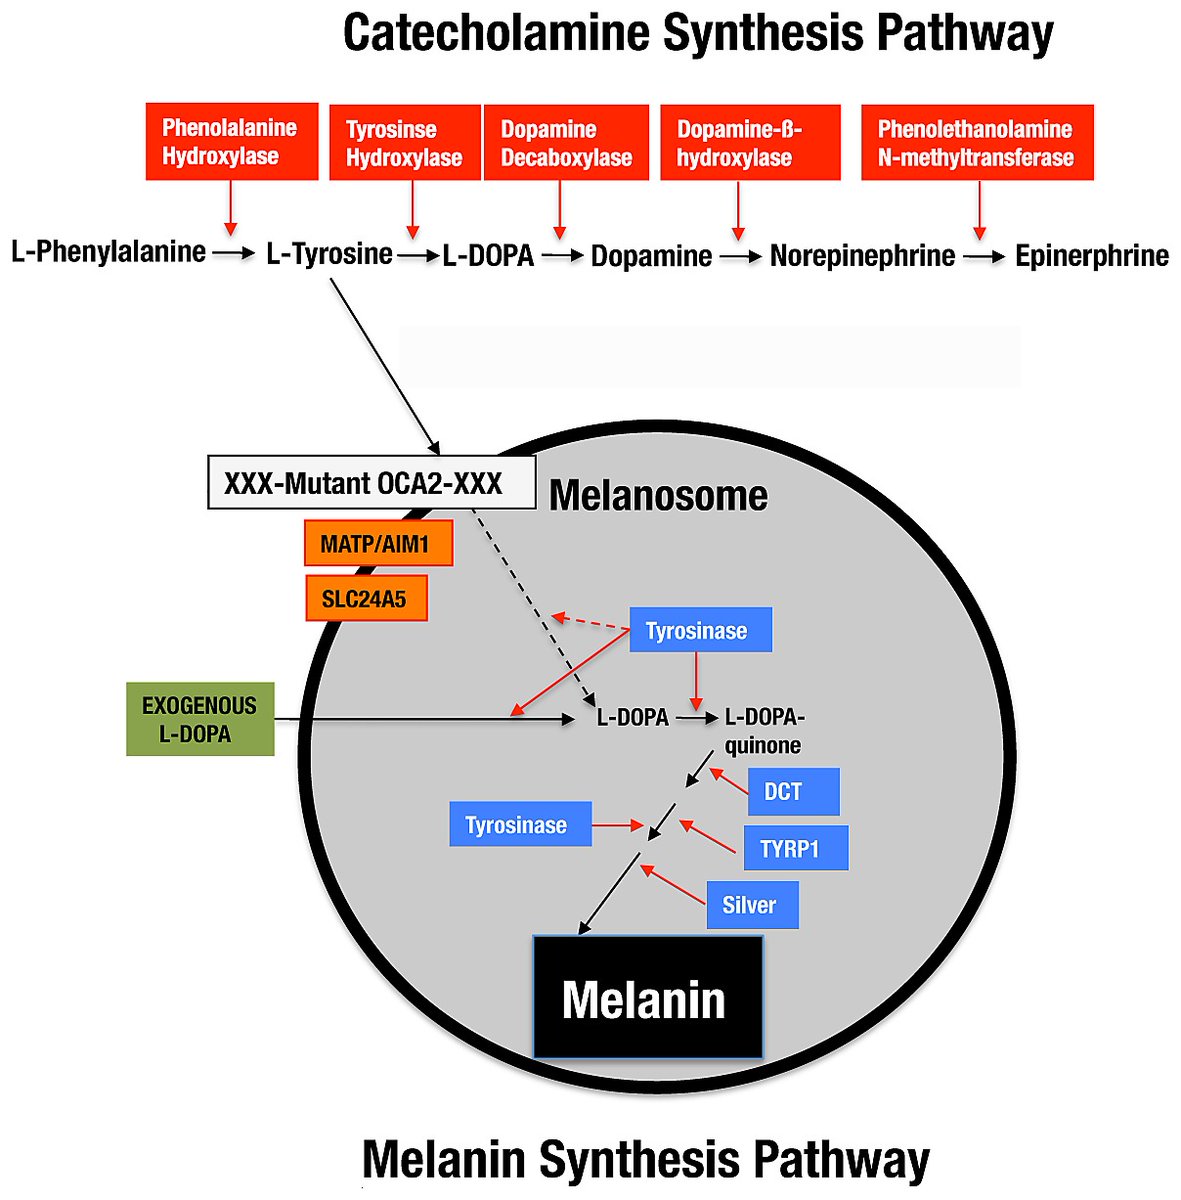 Catecholamine Synthesis Pathway
Phenolalanine
Hydroxylase
Tyrosinse
Hydroxylase
Dopamine
Decaboxylase
Dopamine-ß-
hydroxylase
Phenolethanolamine
N-methyltransferase
L-Phenylalanine
L-Tyrosine
L-DOPA
Dopamine
Norepinephrine
Epinerphrine
XXX-Mutant OCA2-XXX
Melanosome
MATP/AIM1
SLC24A5
Tyrosinase
EXOGENOUS
L-DOPA
L-DOPA
L-DOPA-
quinone
DCT
Tyrosinase
TYRP1
Silver
Melanin
Melanin Synthesis Pathway